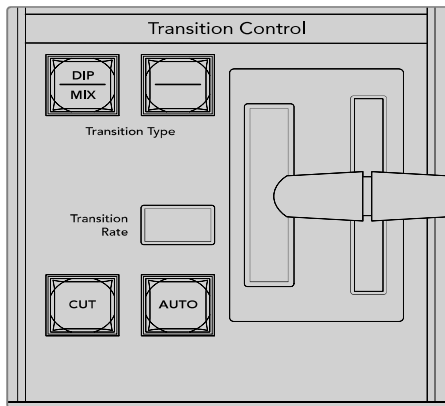 Transition Control
DIP
MIX
Transition Type
Transition
Rate
CUT
AUTO